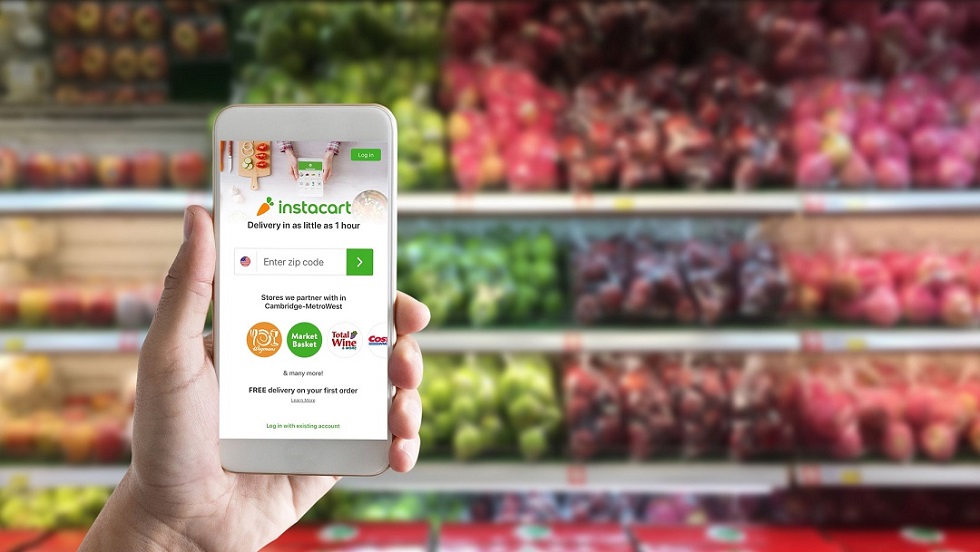 Log in
instacart
Delivery in as little as 1 hour
Enter zip code
Stores we partner with in
Cambridge-MetroWest
Market
Basket
Total
Wine
& MORE
Cos
& many more!
FREE delivery on your first order
Learn More
Log in with existing account